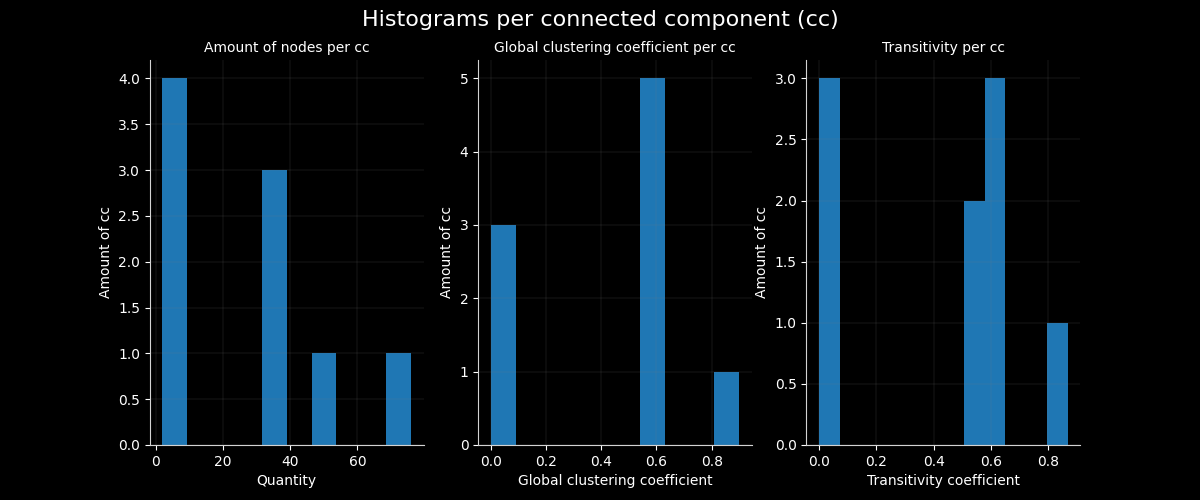 Histograms per connected component (cc)
Amount of nodes per cc
4.0
3.5
3.0
2.5
2.0
1.5
1.0
0.5
0.0
Amount of cc
0 20 40 60
Quantity
Global clustering coefficient per cc
5
4
3
2
1
0
Amount of cc
0.0 0.2 0.4 0.6 0.8
Global clustering coefficient
Transitivity per cc
3.0
2.5
2.0
1.5
1.0
0.5
0.0
Amount of cc
0.0 0.2 0.4 0.6 0.8
Transitivity coefficient